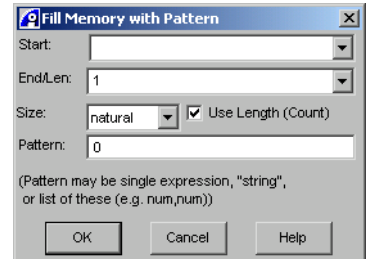 Fill Memory with Pattern
Start:
End/Len: 1
Size: natural Use Length (Count)
Pattern: 0
(Pattern may be single expression, "string",
or list of these (e.g. num,num))
OK Cancel Help